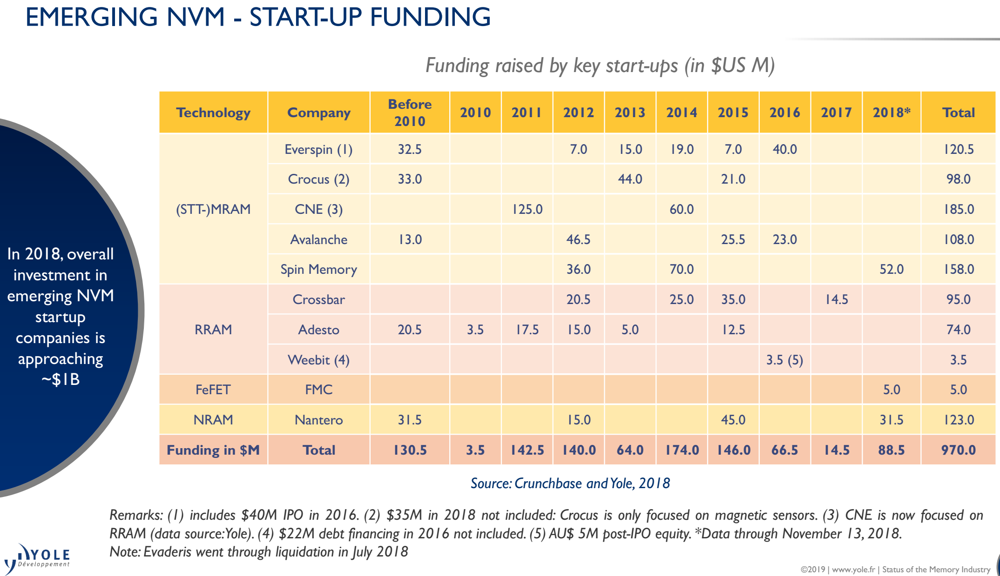 EMERGING NVM - START-UP FUNDING
Funding raised by key start-ups (in $US M)
In 2018, overall
investment in
emerging NVM
startup
companies is
approaching
~$1B
Technology Company Before 2010 2010 2011 2012 2013 2014 2015 2016 2017 2018* Total
(STT-)MRAM
Everspin (1) 32.5 7.0 15.0 19.0 7.0 40.0 120.5
Crocus (2) 33.0 44.0 21.0 98.0
CNE (3) 125.0 60.0 185.0
Avalanche 13.0 46.5 25.5 23.0 108.0
Spin Memory 36.0 70.0 52.0 158.0
RRAM
Crossbar 20.5 25.0 35.0 14.5 95.0
Adesto 20.5 3.5 17.5 15.0 5.0 12.5 74.0
Weebit (4) 3.5 (5) 3.5
FeFET FMC 5.0 5.0
NRAM Nantero 31.5 15.0 45.0 31.5 123.0
Funding in $M Total 130.5 3.5 142.5 140.0 64.0 174.0 146.0 66.5 14.5 88.5 970.0
Source: Crunchbase and Yole, 2018
Remarks: (1) includes $40M IPO in 2016. (2) $35M in 2018 not included: Crocus is only focused on magnetic sensors. (3) CNE is now focused on
RRAM (data source:Yole). (4) $22M debt financing in 2016 not included. (5) AU$ 5M post-IPO equity. *Data through November 13, 2018.
Note: Evaderis went through liquidation in July 2018
YOLE
Développement
©2019 | www.yole.fr | Status of the Memory Industry